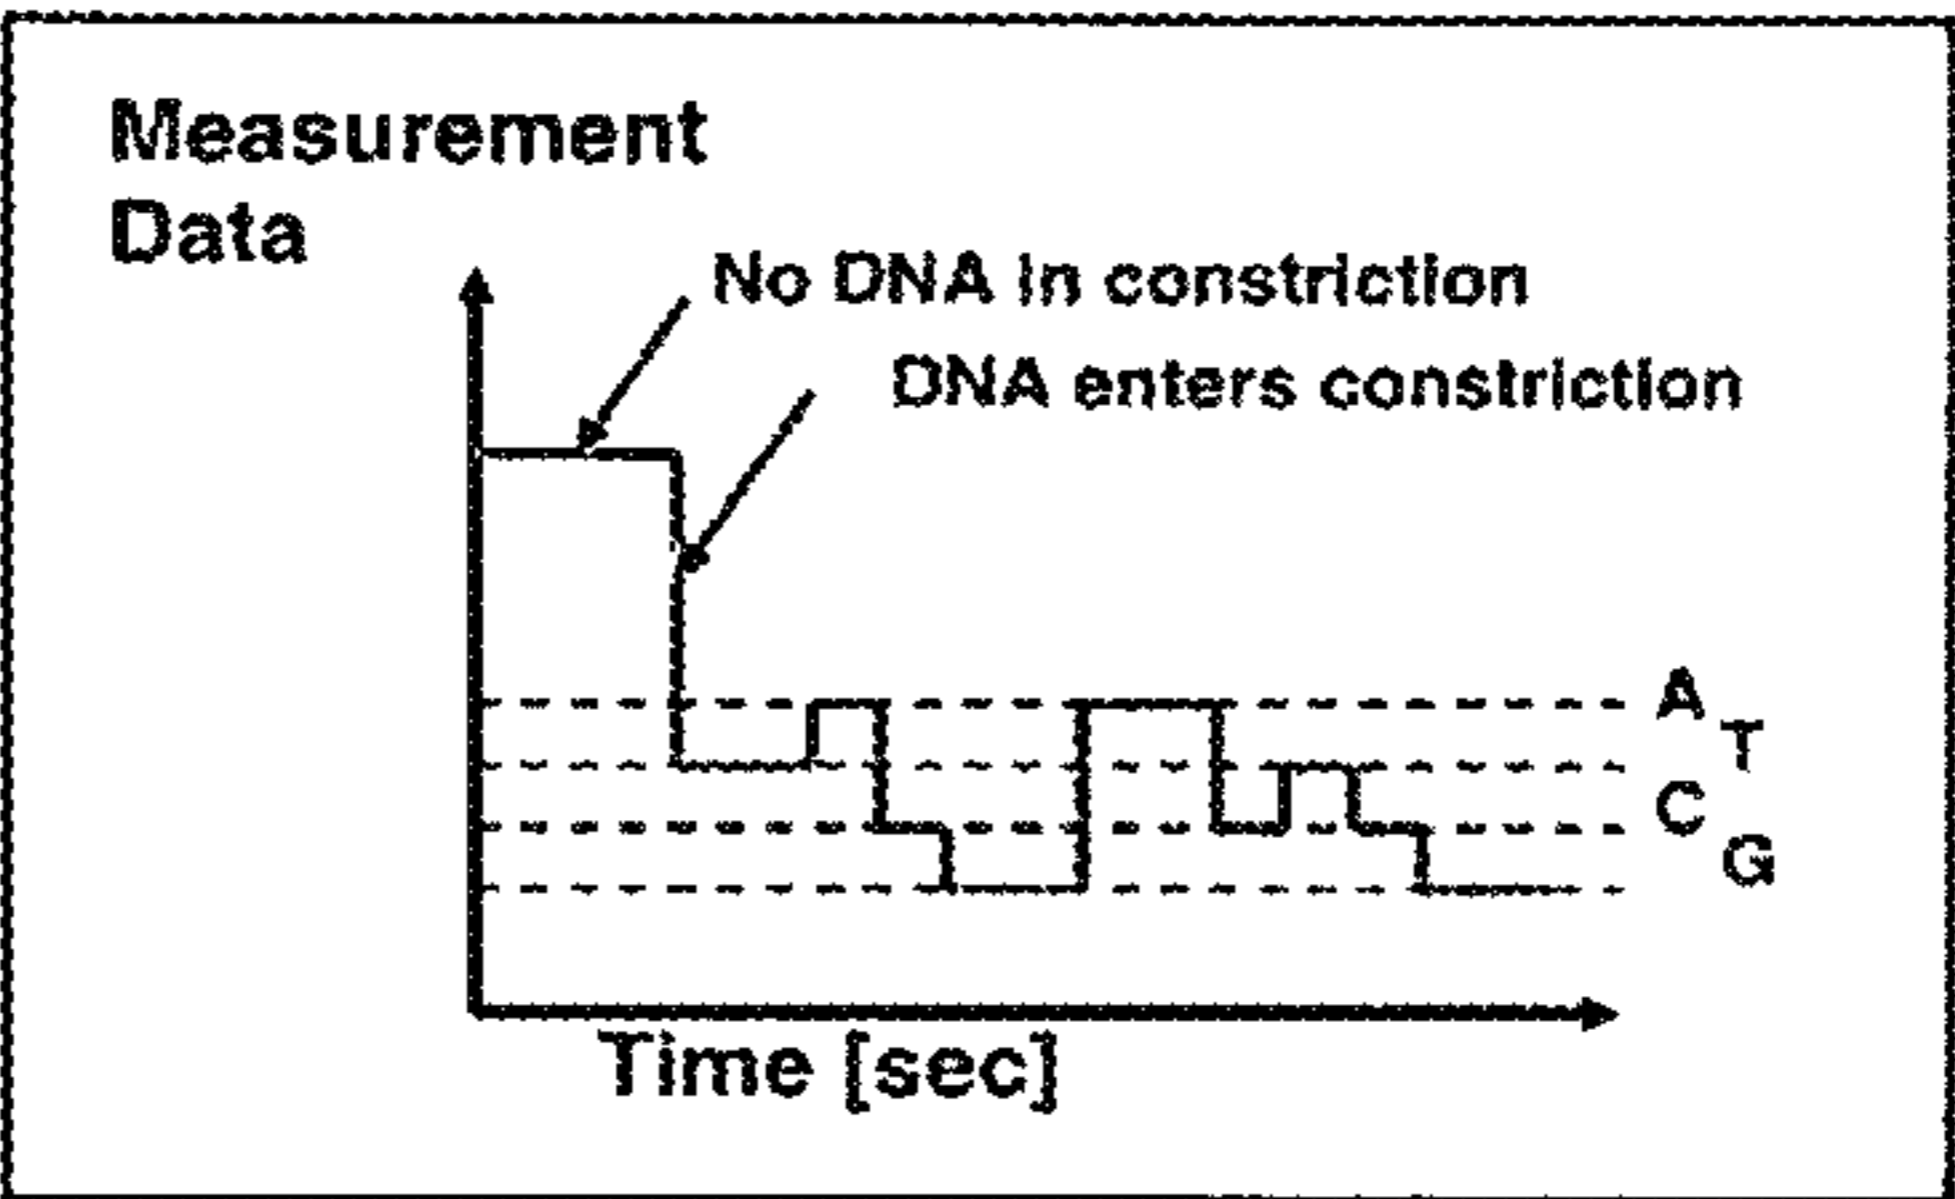 Measurement
Data
No DNA in constriction
DNA enters constriction
A
T
C
G
Time [sec]